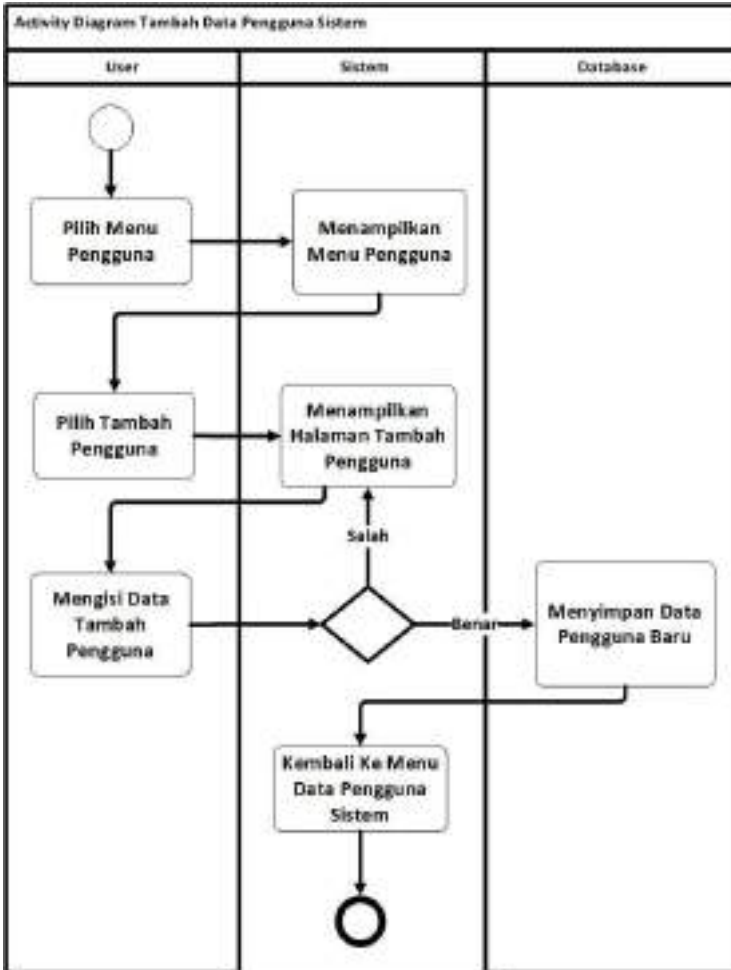 Activity Diagram Tambah Data Pengguna Sistem
User
Sistem
Database
Pilih Menu
Pengguna
Menampilkan
Menu Pengguna
Pilih Tambah
Pengguna
Menampilkan
Halaman Tambah
Pengguna
Salah
Mengisi Data
Tambah
Pengguna
Benar
Menyimpan Data
Pengguna Baru
Kembali Ke Menu
Data Pengguna
Sistem